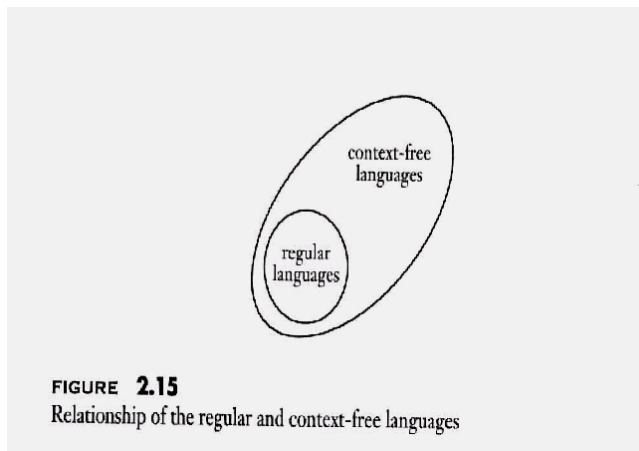 context-free
languages
regular
languages
FIGURE 2.15
Relationship of the regular and context-free languages